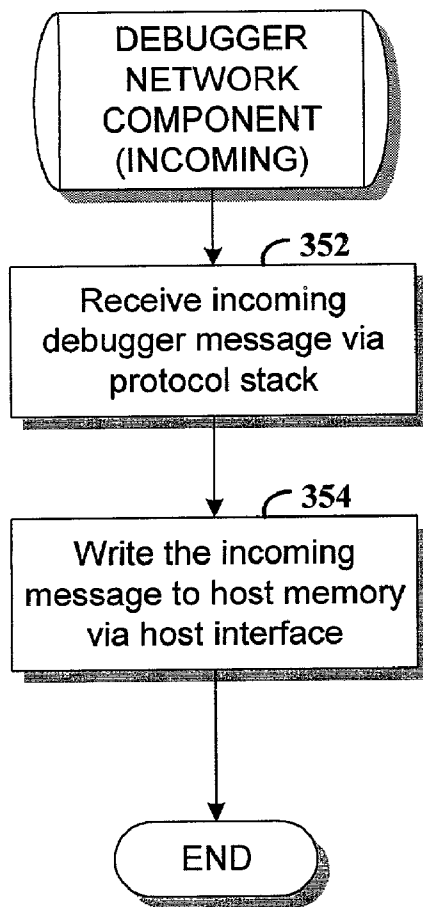 DEBUGGER
NETWORK
COMPONENT
(INCOMING)
352
Receive incoming
debugger message via
protocol stack
354
Write the incoming
message to host memory
via host interface
END